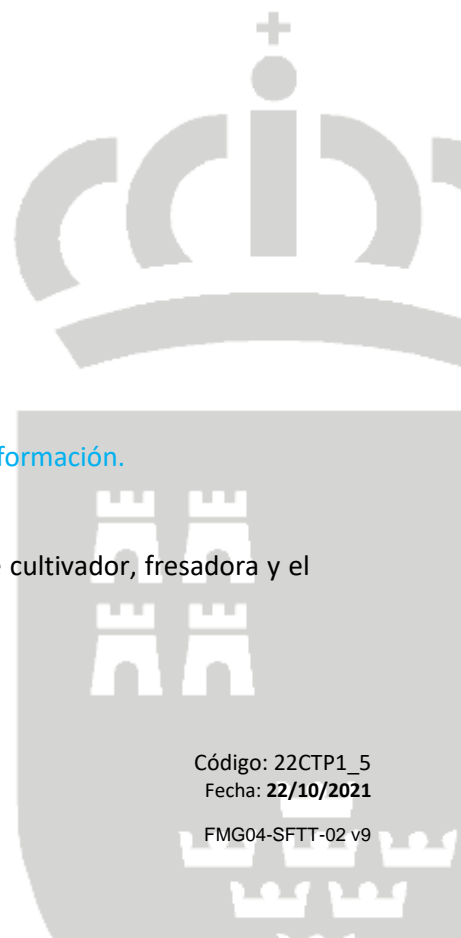 formación.
cultivador, fresadora y el
Código: 22CTP1_5
Fecha: 22/10/2021
FMG04-SFTT-02 v9